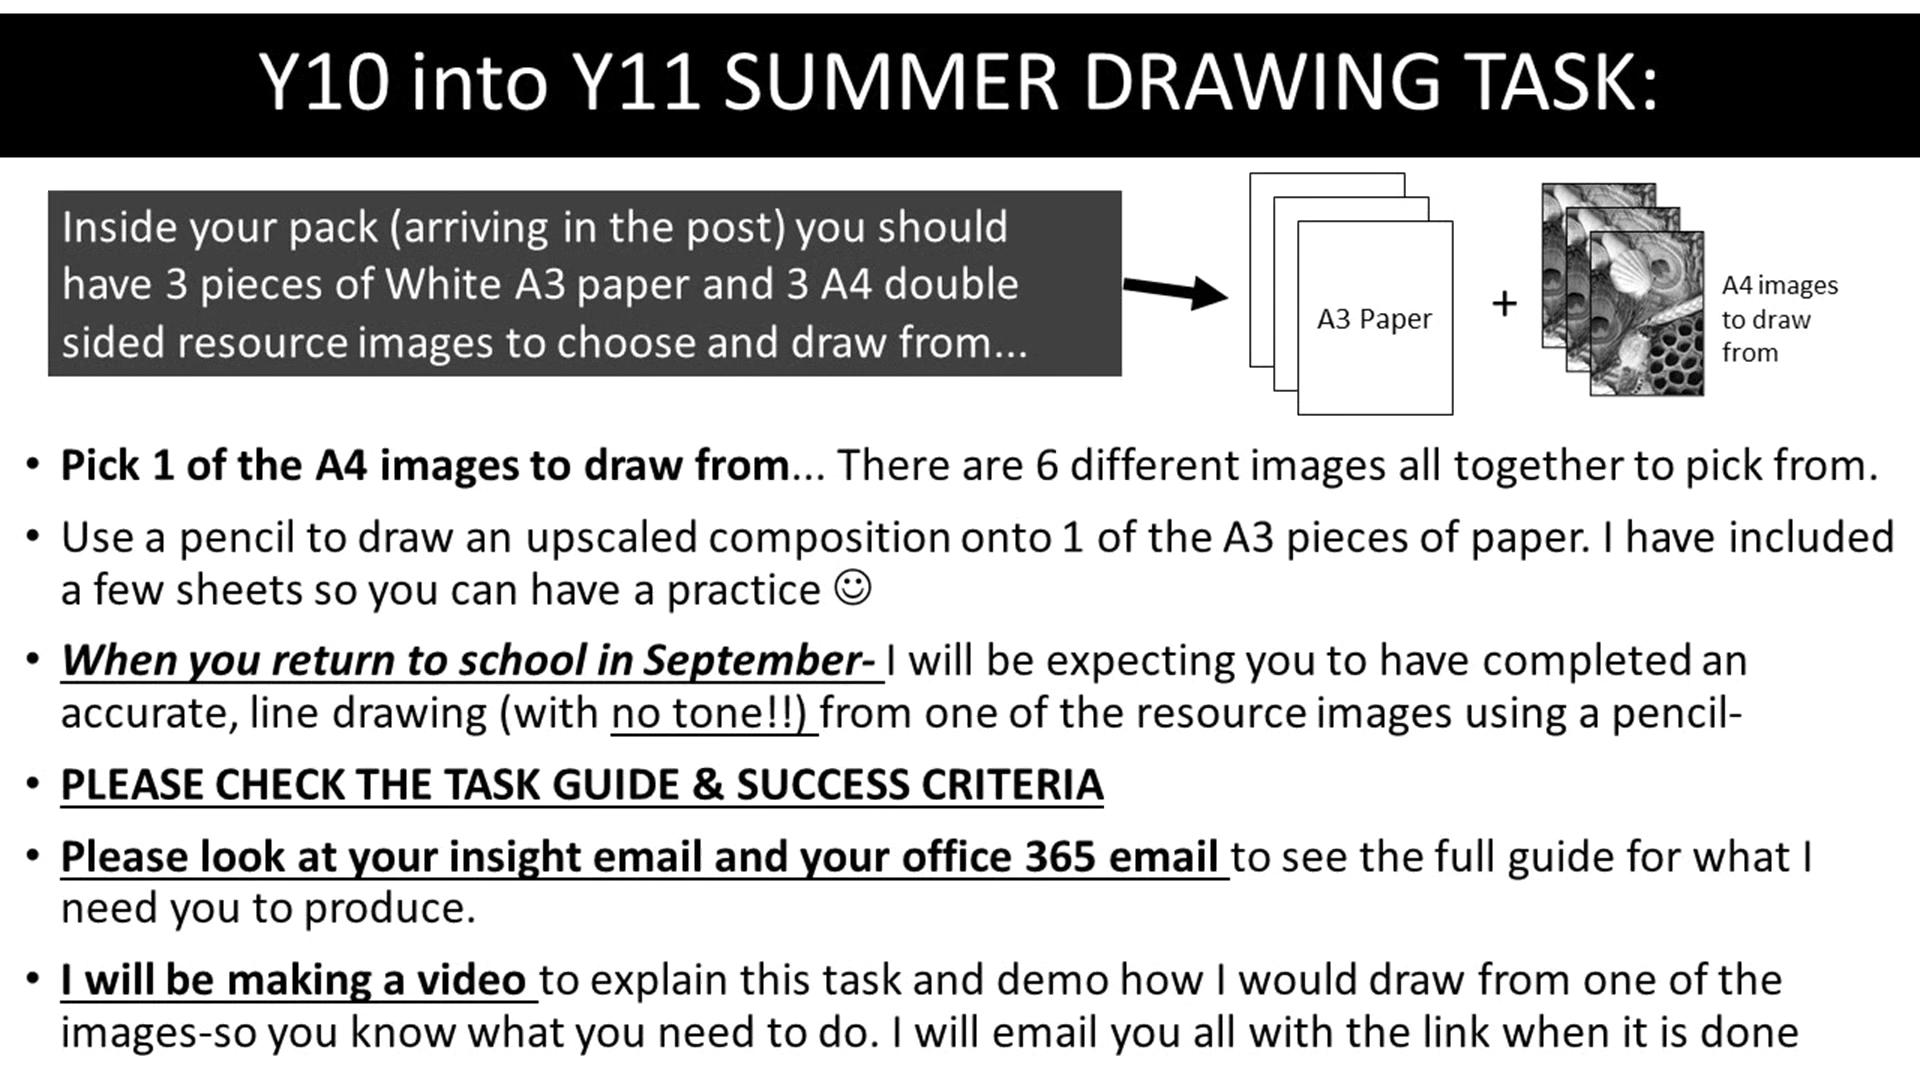 Y10 into Y11 SUMMER DRAWING TASK:
Inside your pack (arriving in the post) you should
have 3 pieces of White A3 paper and 3 A4 double
sided resource images to choose and draw from...
A3 Paper
+
A4 images
to draw
from
• Pick 1 of the A4 images to draw from... There are 6 different images all together to pick from.
• Use a pencil to draw an upscaled composition onto 1 of the A3 pieces of paper. I have included
a few sheets so you can have a practice ☺
• When you return to school in September- I will be expecting you to have completed an
accurate, line drawing (with no tone!!) from one of the resource images using a pencil-
• PLEASE CHECK THE TASK GUIDE & SUCCESS CRITERIA
• Please look at your insight email and your office 365 email to see the full guide for what I
need you to produce.
• I will be making a video to explain this task and demo how I would draw from one of the
images-so you know what you need to do. I will email you all with the link when it is done